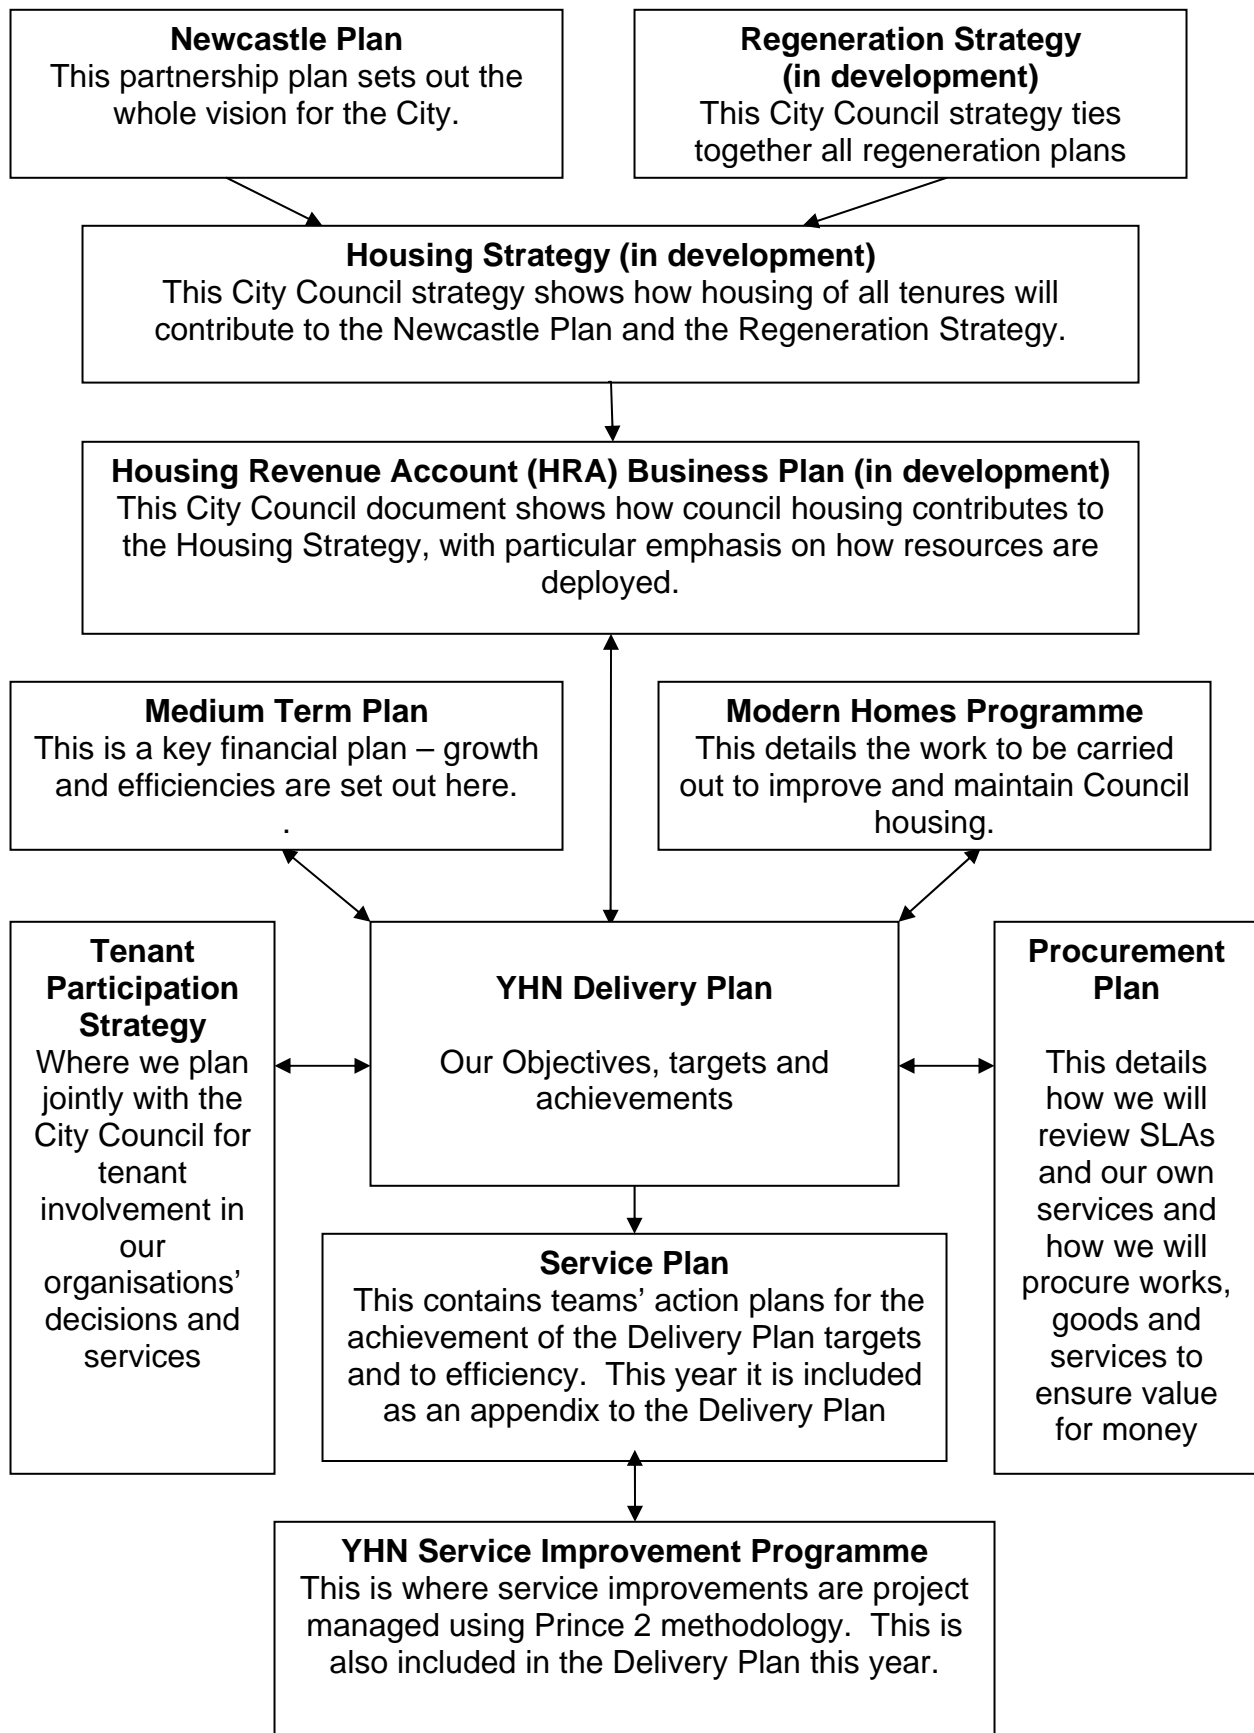 Newcastle Plan
This partnership plan sets out the
whole vision for the City.
Regeneration Strategy
(in development)
This City Council strategy ties
together all regeneration plans
Housing Strategy (in development)
This City Council strategy shows how housing of all tenures will
contribute to the Newcastle Plan and the Regeneration Strategy.
Housing Revenue Account (HRA) Business Plan (in development)
This City Council document shows how council housing contributes to
the Housing Strategy, with particular emphasis on how resources are
deployed.
Medium Term Plan
This is a key financial plan – growth
and efficiencies are set out here.
.
Modern Homes Programme
This details the work to be carried
out to improve and maintain Council
housing.
Tenant
Participation
Strategy
Where we plan
jointly with the
City Council for
tenant
involvement in
our
organisations’
decisions and
services
YHN Delivery Plan
Our Objectives, targets and
achievements
Procurement
Plan
This details
how we will
review SLAs
and our own
services and
how we will
procure works,
goods and
services to
ensure value
for money
Service Plan
This contains teams’ action plans for the
achievement of the Delivery Plan targets
and to efficiency.  This year it is included
as an appendix to the Delivery Plan
YHN Service Improvement Programme
This is where service improvements are project
managed using Prince 2 methodology.  This is
also included in the Delivery Plan this year.